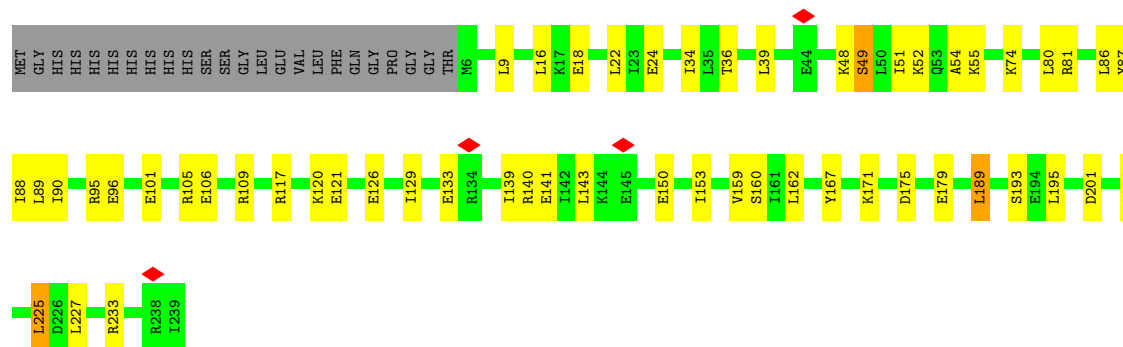 MET GLY HIS HIS HIS HIS HIS HIS HIS HIS SER SER GLY LEU GLU VAL LEU PHE GLN GLY PRO GLY GLY THR M6 L9 L16 K17 E18 L22 I23 E24 I34 L35 T36 L39 E44 K48 S49 L50 I51 K52 Q53 A54 K55 K74 L80 R81 L86
I88 L89 I90 R95 E96 E101 R105 E106 R109 R117 K120 E121 E126 I129 E133 R134 I139 R140 E141 I142 L143 K144 E145 E150 I153 V159 S160 I161 L162 Y167 K171 D175 E179 L189 S193 E194 L195 D201
L225 D226 L227 R233 R238 I239